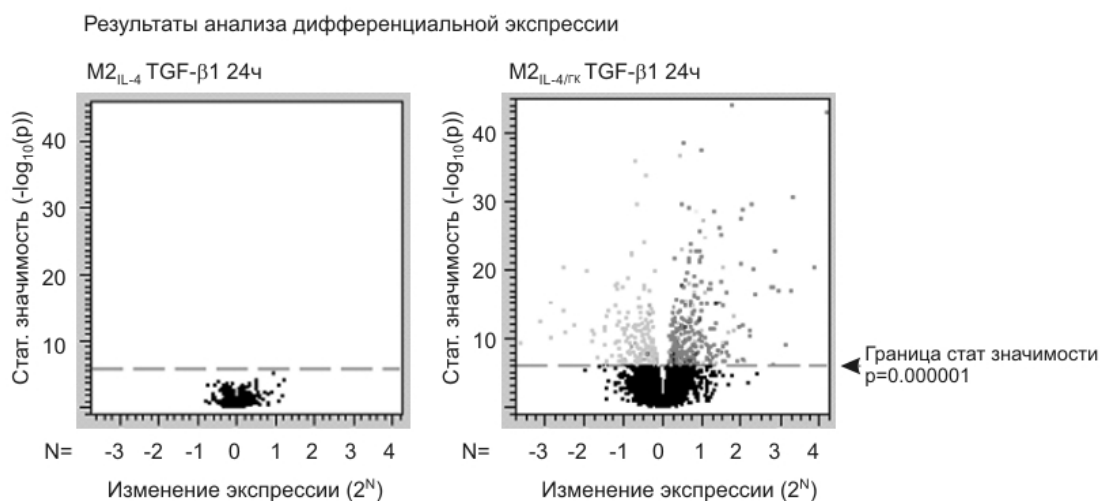 Результаты анализа дифференциальной экспрессии
M2IL-4 TGF-β1 24ч
M2IL-4/ГК TGF-β1 24ч
Стат. значимость (-log10(p))
40
30
20
10
N= -3 -2 -1 0 1 2 3 4
Изменение экспрессии (2^N)
Стат. значимость (-log10(p))
40
30
20
10
Граница стат значимости
p=0.000001
N= -3 -2 -1 0 1 2 3 4
Изменение экспрессии (2^N)